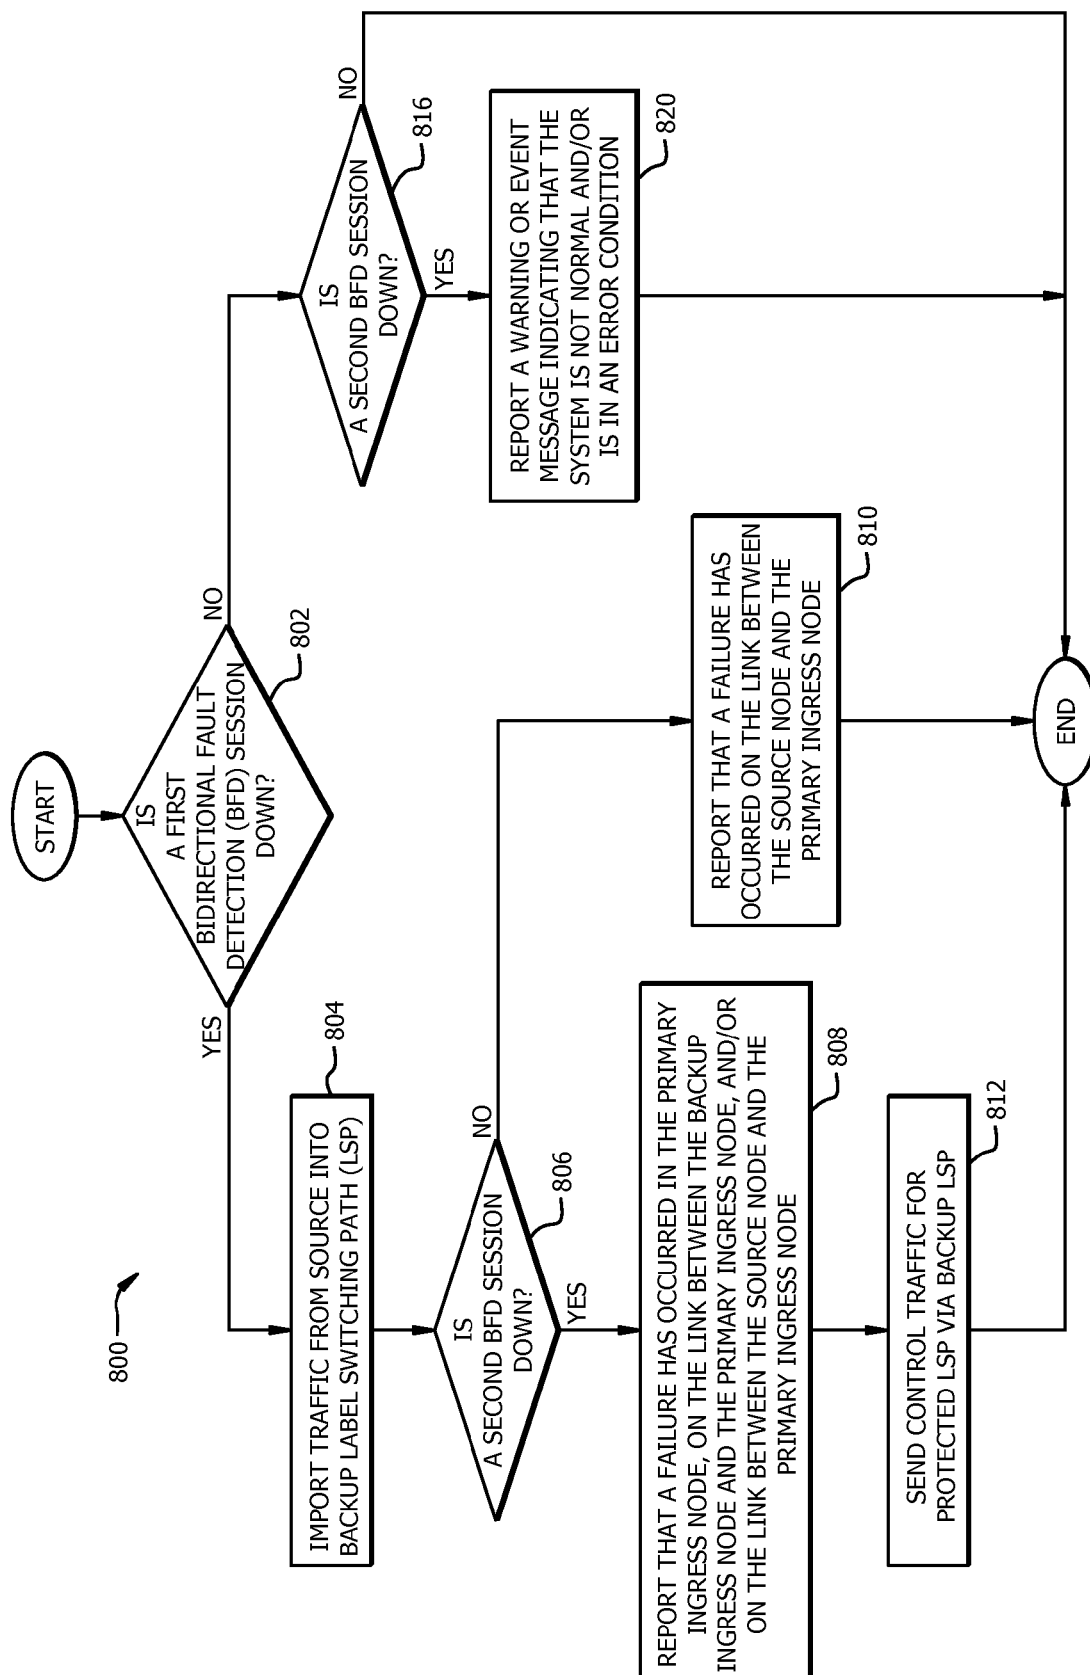 800
START
IS
A FIRST
BIDIRECTIONAL FAULT
DETECTION (BFD) SESSION
DOWN?
802
YES
NO
IMPORT TRAFFIC FROM SOURCE INTO
BACKUP LABEL SWITCHING PATH (LSP)
804
IS
A SECOND BFD SESSION
DOWN?
806
NO
YES
REPORT THAT A FAILURE HAS OCCURRED IN THE PRIMARY
INGRESS NODE, ON THE LINK BETWEEN THE BACKUP
INGRESS NODE AND THE PRIMARY INGRESS NODE, AND/OR
ON THE LINK BETWEEN THE SOURCE NODE AND THE
PRIMARY INGRESS NODE
808
SEND CONTROL TRAFFIC FOR
PROTECTED LSP VIA BACKUP LSP
812
REPORT THAT A FAILURE HAS
OCCURRED ON THE LINK BETWEEN
THE SOURCE NODE AND THE
PRIMARY INGRESS NODE
810
IS
A SECOND BFD SESSION
DOWN?
816
NO
YES
REPORT A WARNING OR EVENT
MESSAGE INDICATING THAT THE
SYSTEM IS NOT NORMAL AND/OR
IS IN AN ERROR CONDITION
820
END